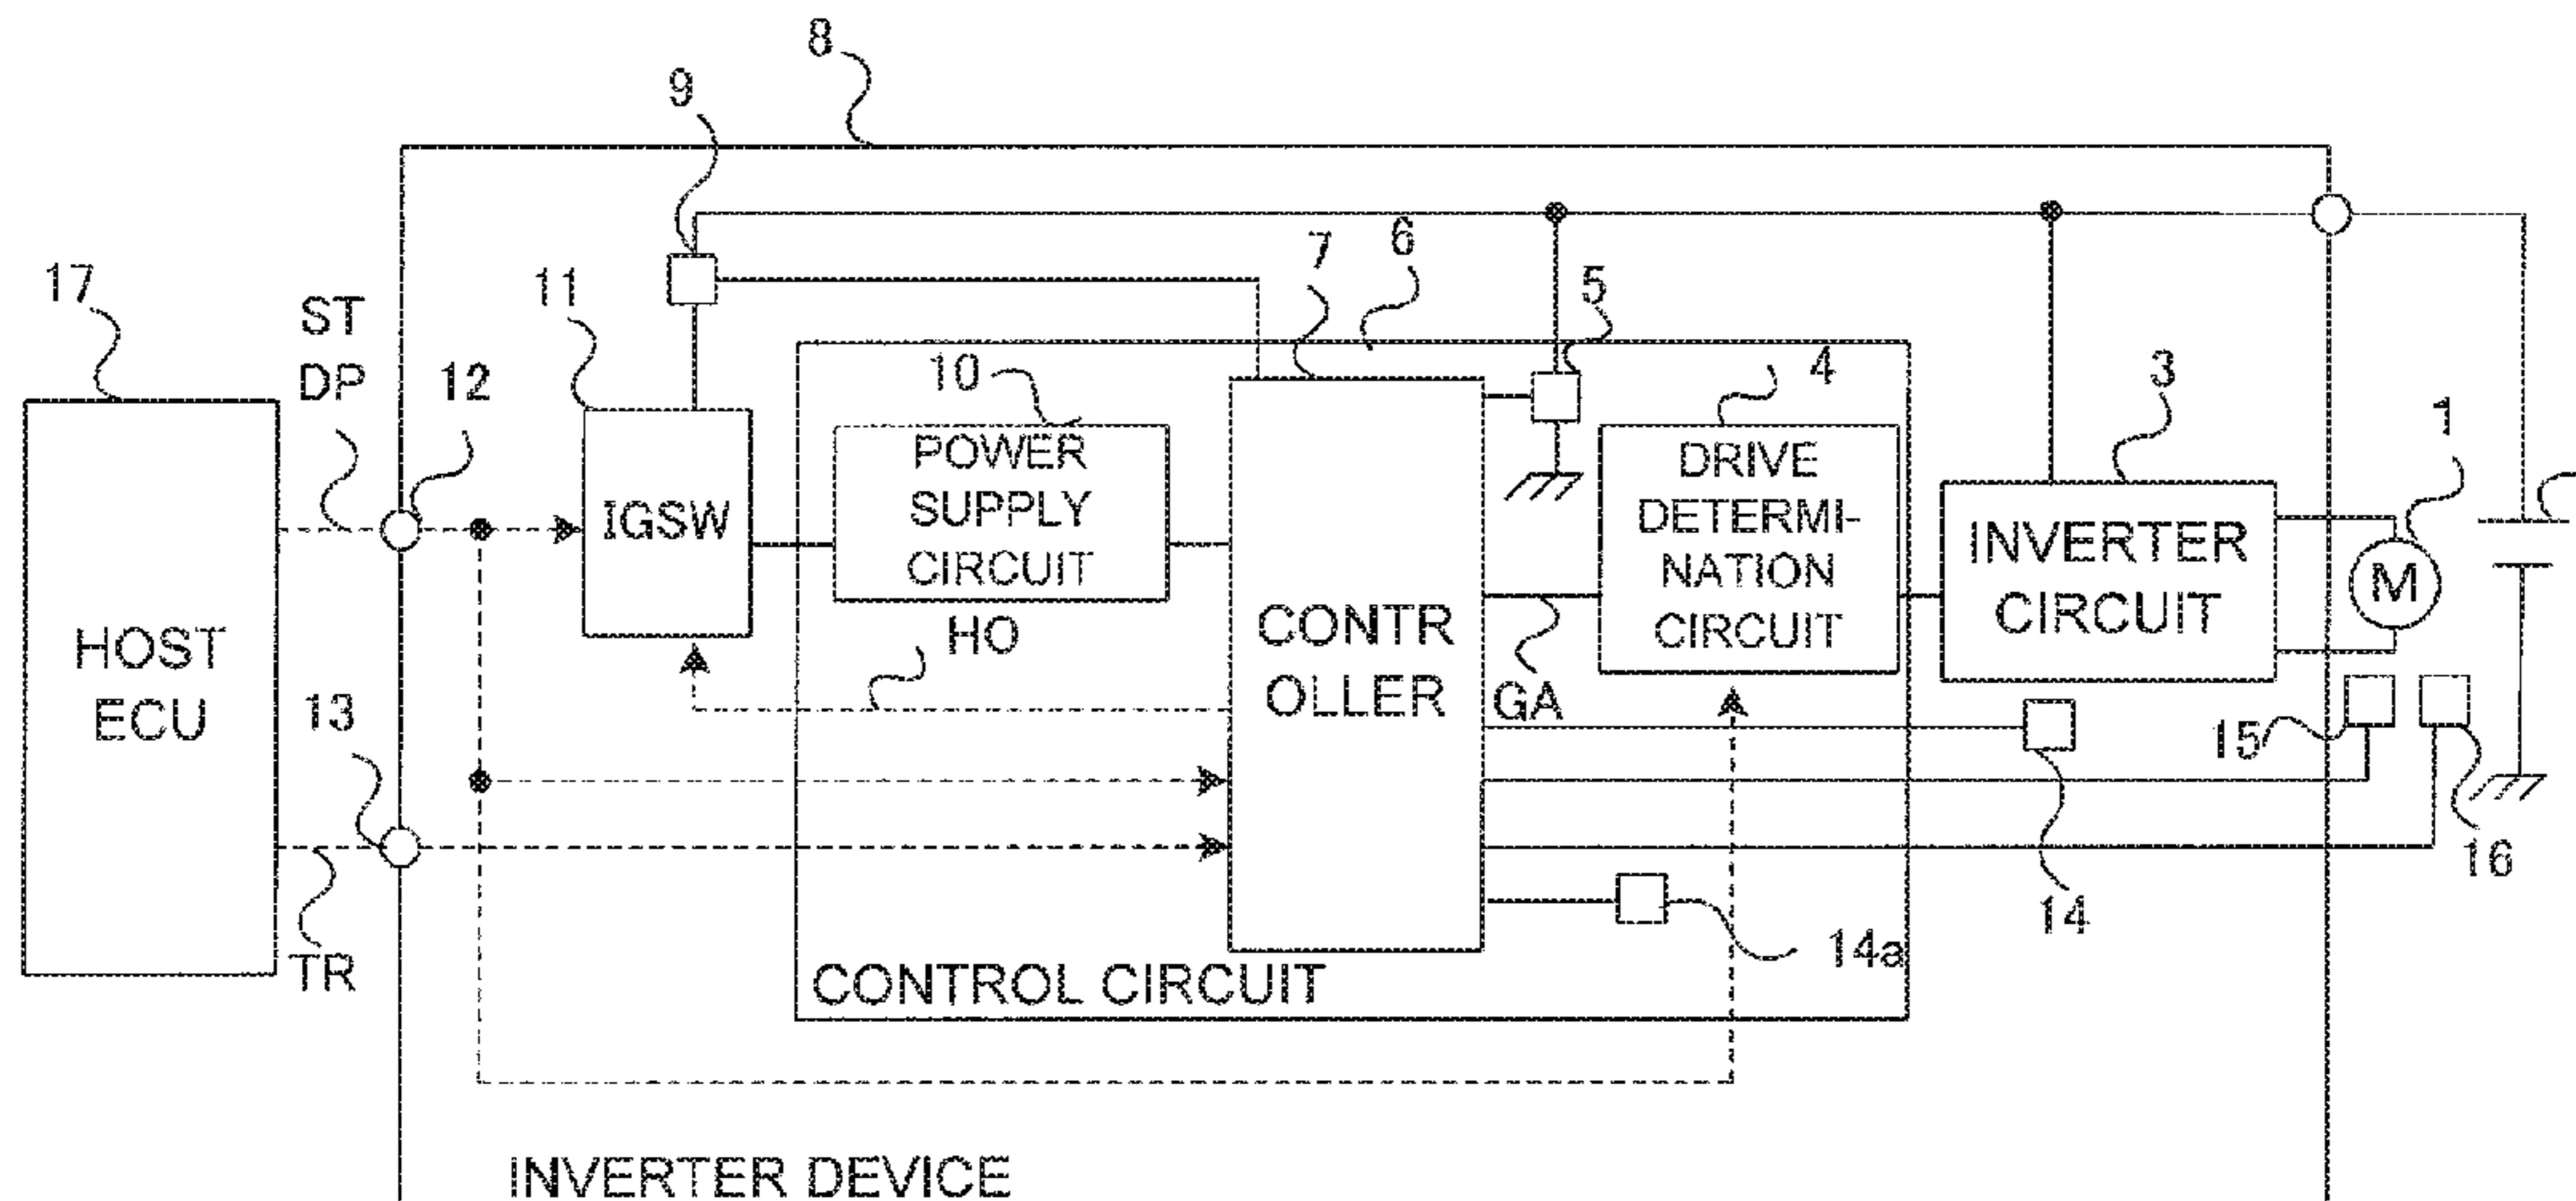 8
9
17
ST
DP
12
11
10
7
6
5
4
3
1
HOST
ECU
IGSW
POWER
SUPPLY
CIRCUIT
HO
CONTR
OLLER
DRIVE
DETERMI-
NATION
CIRCUIT
GA
INVERTER
CIRCUIT
M
13
TR
15
16
14
14a
CONTROL CIRCUIT
INVERTER DEVICE